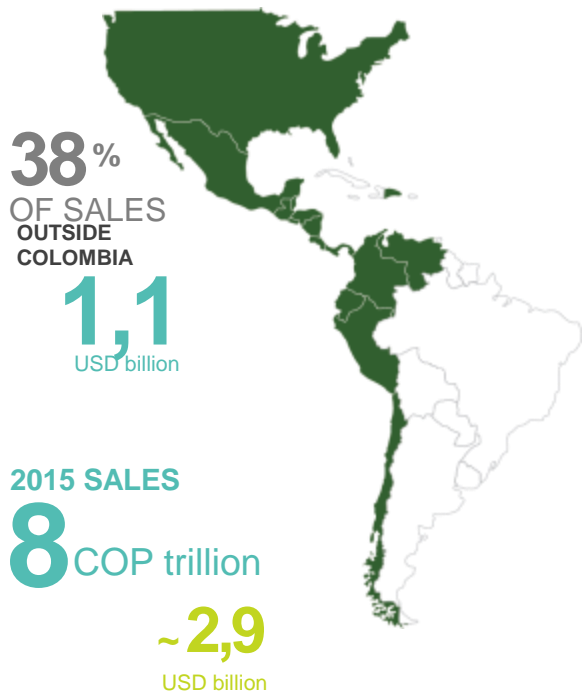 38 %
OF SALES
OUTSIDE
COLOMBIA
1,1
USD billion
2015 SALES
8 COP trillion
~ 2,9
USD billion